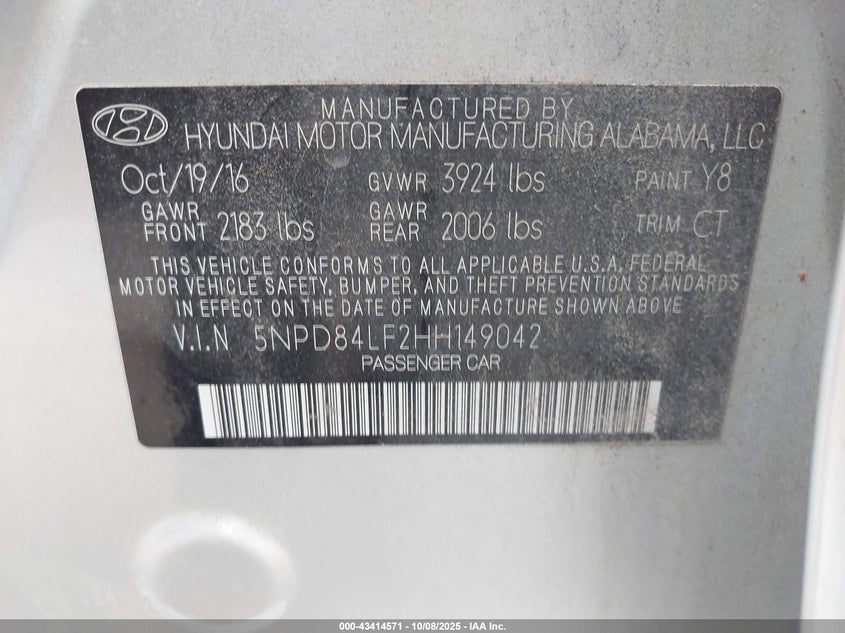 MANUFACTURED BY
HYUNDAI MOTOR MANUFACTURING ALABAMA, LLC
Oct/19/16 GVWR 3924 lbs PAINT Y8
GAWR FRONT 2183 lbs GAWR REAR 2006 lbs TRIM CT
THIS VEHICLE CONFORMS TO ALL APPLICABLE U.S.A. FEDERAL
MOTOR VEHICLE SAFETY, BUMPER, AND THEFT PREVENTION STANDARDS
IN EFFECT ON THE DATE OF MANUFACTURE SHOWN ABOVE.
V.I.N 5NPD84LF2HH149042
PASSENGER CAR
000-43414571 - 10/08/2025 - IAA Inc.